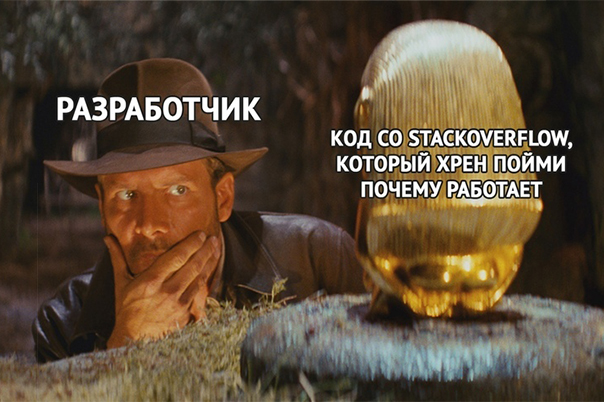 РАЗРАБОТЧИК
КОД СО STACKOVERFLOW,
КОТОРЫЙ ХРЕН ПОЙМИ
ПОЧЕМУ РАБОТАЕТ